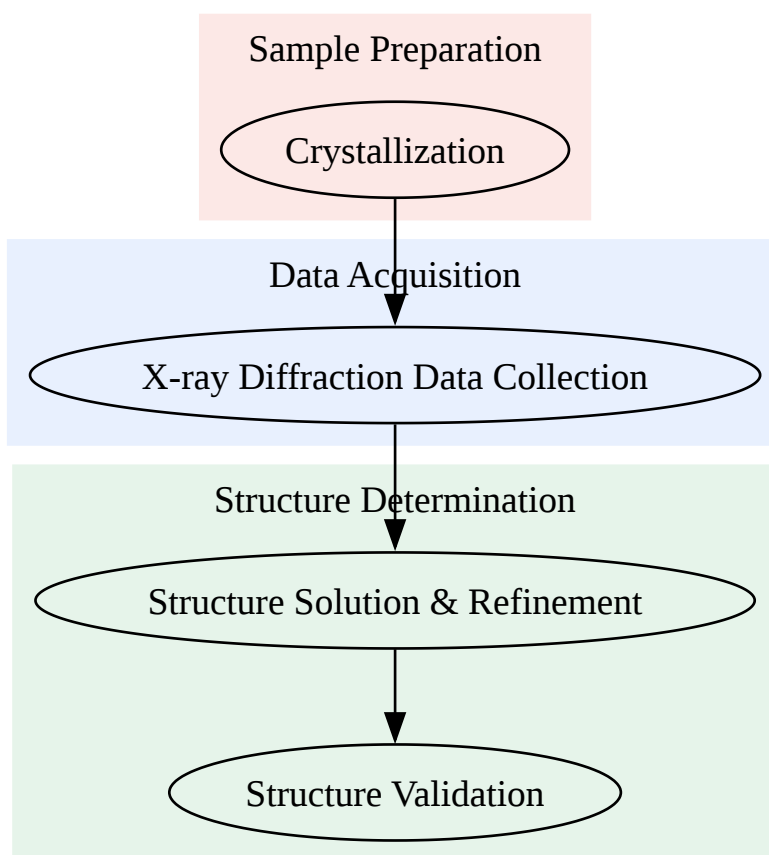 Sample Preparation
Crystallization
Data Acquisition
X-ray Diffraction Data Collection
Structure Determination
Structure Solution & Refinement
Structure Validation